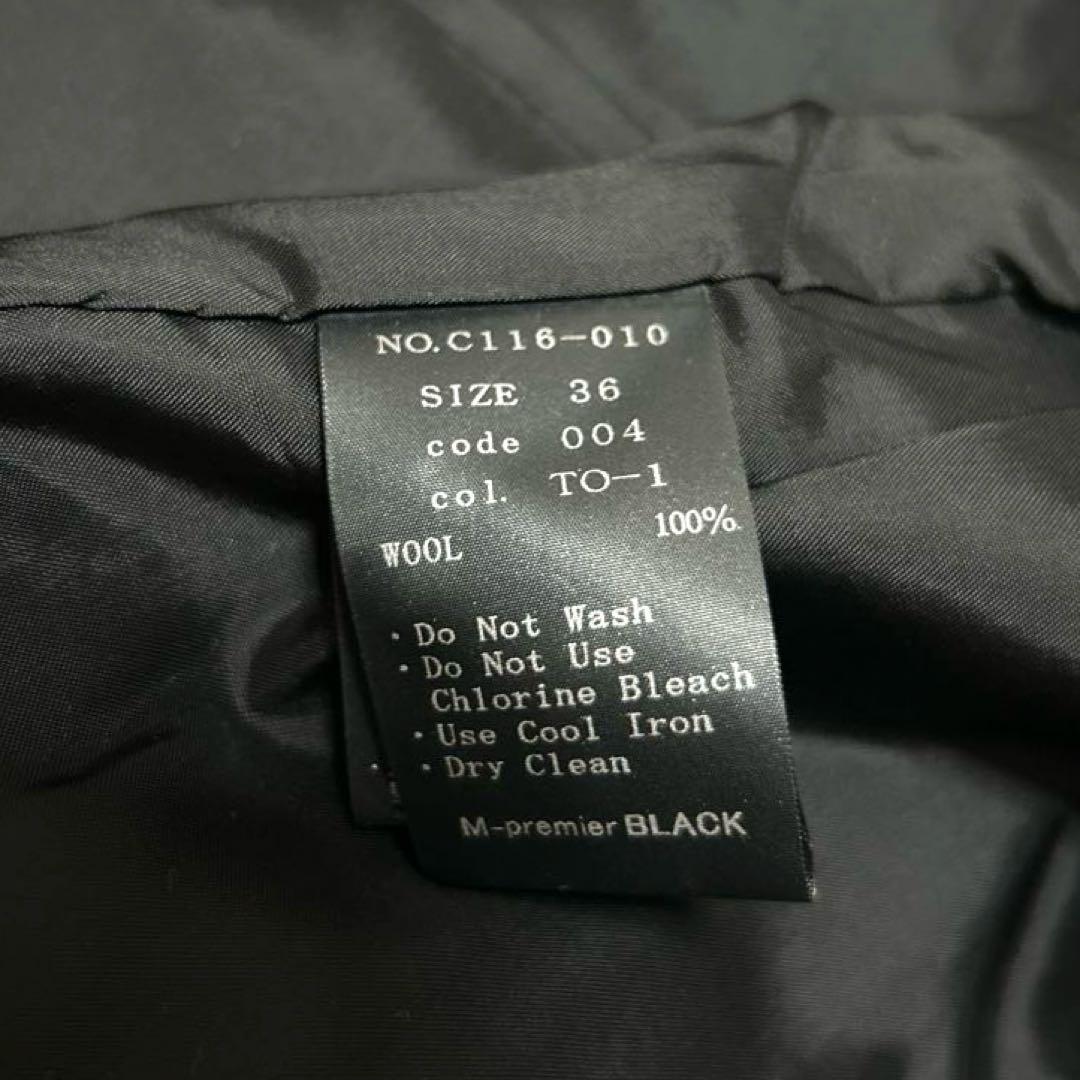 NO.C116-010
SIZE 36
code 004
col. TO-1
WOOL 100%.
・Do Not Wash
・Do Not Use
Chlorine Bleach
・Use Cool Iron
・Dry Clean
M-premier BLACK